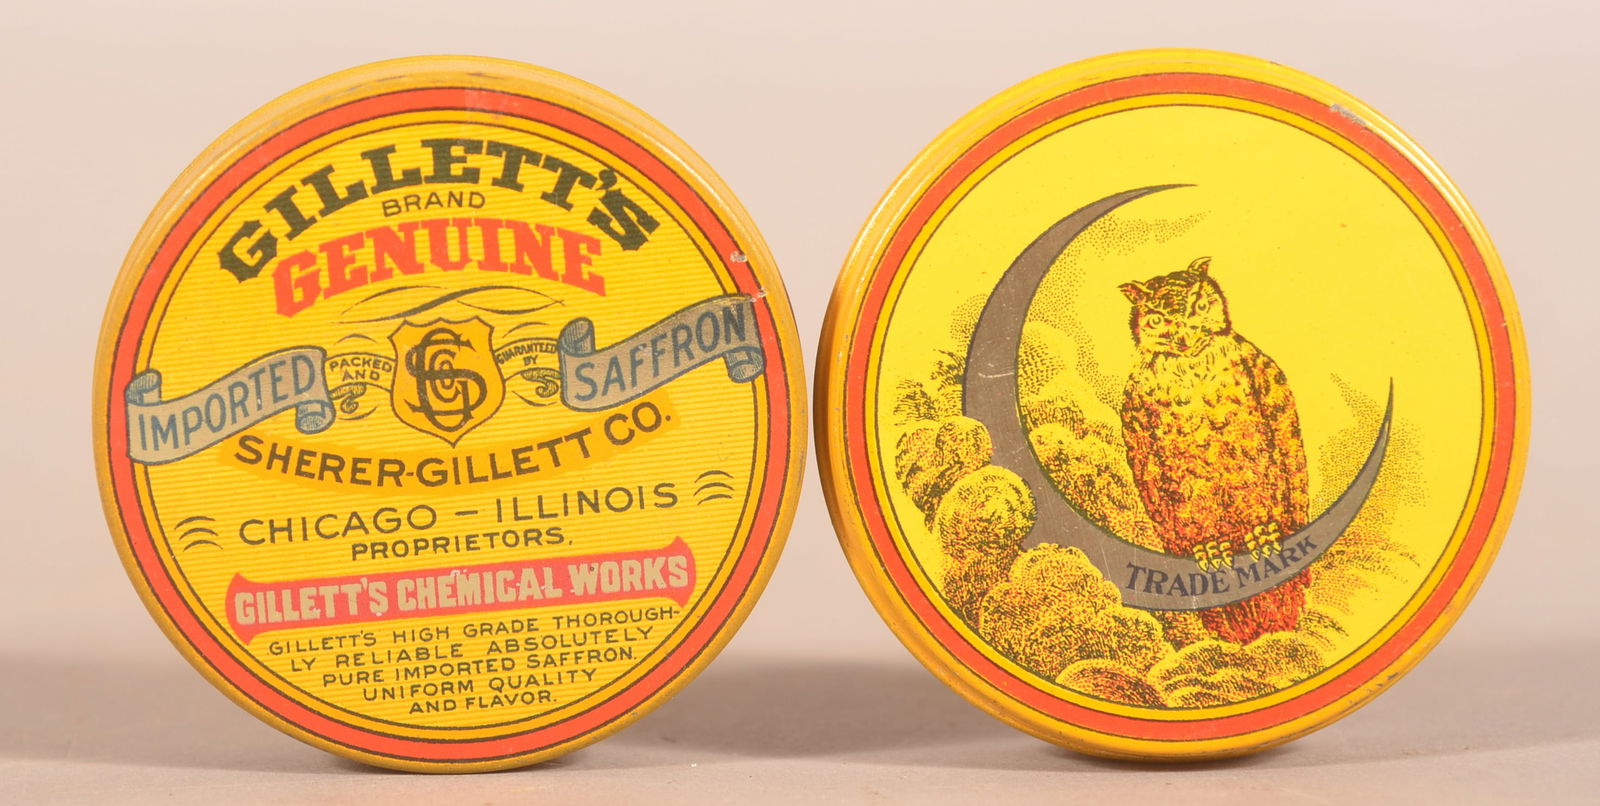 GILLETT'S
BRAND
GENUINE
IMPORTED
PACKED
AND
GUARANTEED
BY
SAFFRON
SHERER-GILLETT CO.
CHICAGO – ILLINOIS
PROPRIETORS,
GILLETT'S CHEMICAL WORKS
GILLETT'S HIGH GRADE THOROUGH-
LY RELIABLE ABSOLUTELY
PURE IMPORTED SAFFRON.
UNIFORM QUALITY
AND FLAVOR.
TRADE MARK